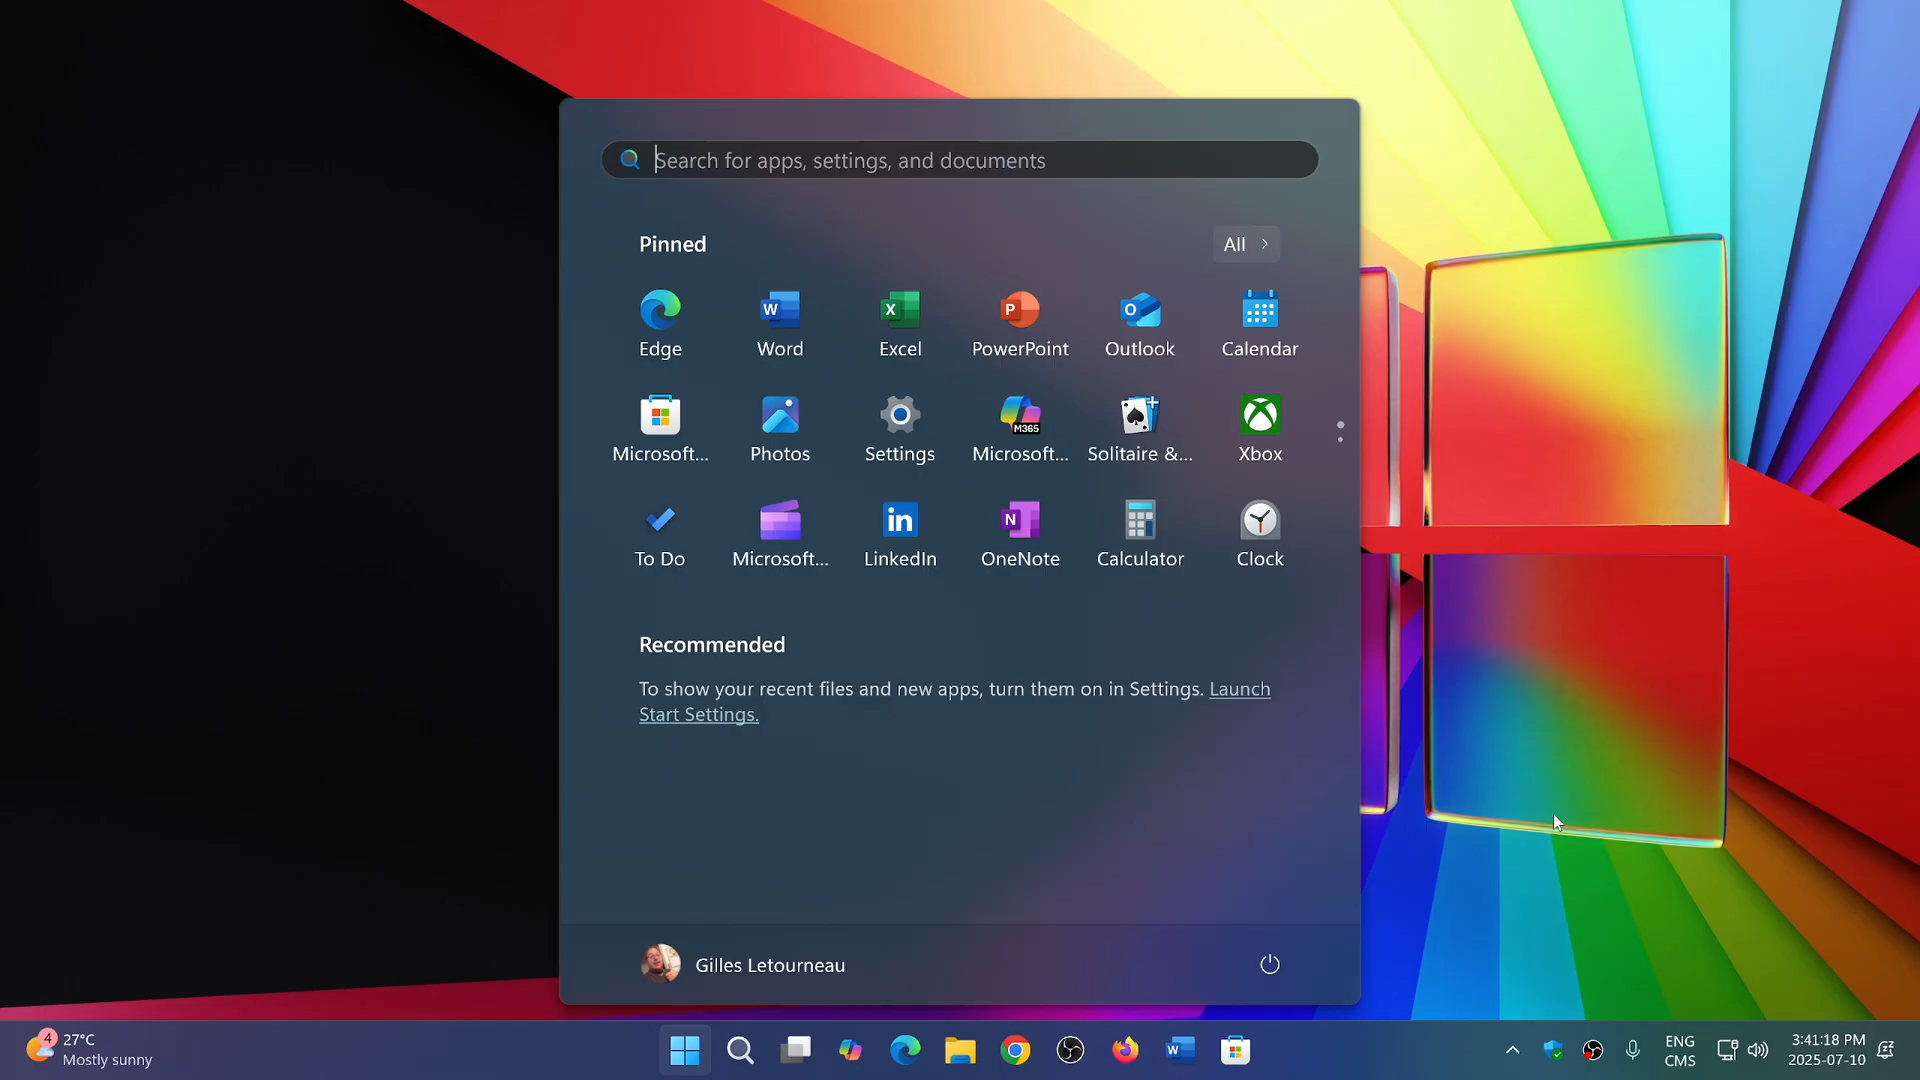 Search for apps, settings, and documents
Pinned
All
Edge
Word
Excel
PowerPoint
Outlook
Calendar
Microsoft...
Photos
Settings
Microsoft...
Solitaire &...
Xbox
To Do
Microsoft...
LinkedIn
OneNote
Calculator
Clock
Recommended
To show your recent files and new apps, turn them on in Settings. Launch
Start Settings.
Gilles Letourneau
4
27°C
Mostly sunny
ENG
CMS
3:41:18 PM
2025-07-10